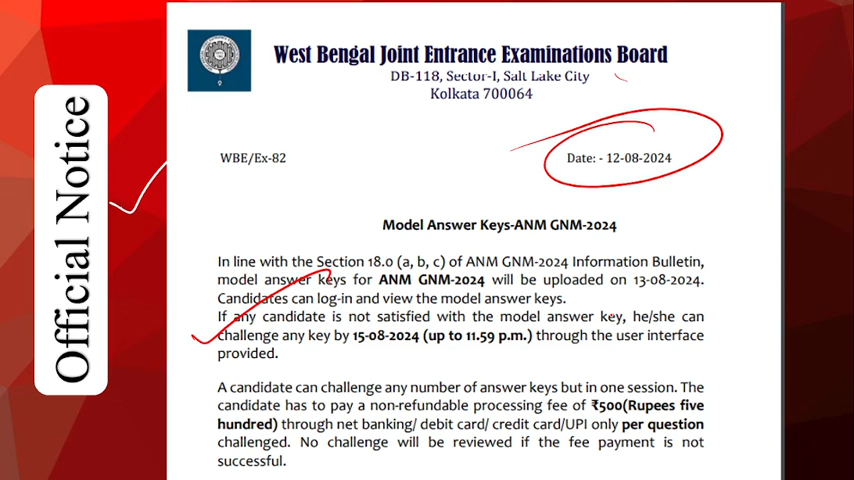 Official Notice
West Bengal Joint Entrance Examinations Board
DB-118, Sector-I, Salt Lake City
Kolkata 700064
WBE/Ex-82
Date: - 12-08-2024
Model Answer Keys-ANM GNM-2024
In line with the Section 18.0 (a, b, c) of ANM GNM-2024 Information Bulletin,
model answer keys for ANM GNM-2024 will be uploaded on 13-08-2024.
Candidates can log-in and view the model answer keys.
If any candidate is not satisfied with the model answer key, he/she can
challenge any key by 15-08-2024 (up to 11.59 p.m.) through the user interface
provided.
A candidate can challenge any number of answer keys but in one session. The
candidate has to pay a non-refundable processing fee of ₹500(Rupees five
hundred) through net banking/ debit card/ credit card/UPI only per question
challenged. No challenge will be reviewed if the fee payment is not
successful.